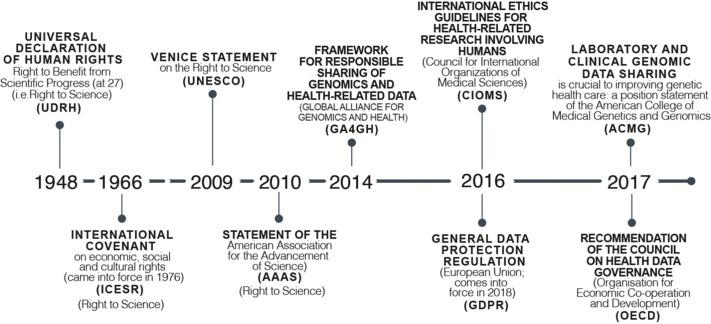 UNIVERSAL
DECLARATION
OF HUMAN RIGHTS
Right to Benefit from
Scientific Progress (at 27)
(i.e.Right to Science)
(UDRH)
VENICE STATEMENT
on the Right to Science
(UNESCO)
FRAMEWORK
FOR RESPONSIBLE
SHARING OF
GENOMICS AND
HEALTH-RELATED DATA
(GLOBAL ALLIANCE FOR
GENOMICS AND HEALTH)
(GA4GH)
INTERNATIONAL ETHICS
GUIDELINES FOR
HEALTH-RELATED
RESEARCH INVOLVING
HUMANS
(Council for International
Organizations of
Medical Sciences)
(CIOMS)
LABORATORY AND
CLINICAL GENOMIC
DATA SHARING
is crucial to improving genetic
health care: a position statement
of the American College of
Medical Genetics and Genomics
(ACMG)
1948 1966 2009 2010 2014 2016 2017
INTERNATIONAL
COVENANT
on economic, social
and cultural rights
(came into force in 1976)
(ICESR)
(Right to Science)
STATEMENT OF THE
American Association
for the Advancement
of Science)
(AAAS)
(Right to Science)
GENERAL DATA
PROTECTION
REGULATION
(European Union;
comes into
force in 2018)
(GDPR)
RECOMMENDATION
OF THE COUNCIL
ON HEALTH DATA
GOVERNANCE
(Organisation for
Economic Co-operation
and Development)
(OECD)